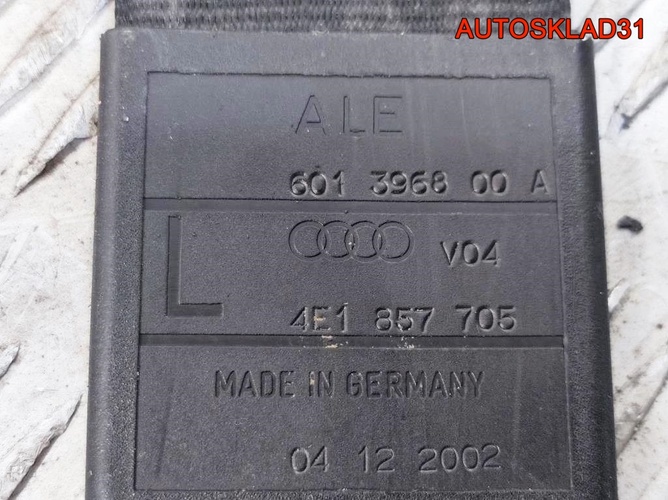 AUTOSKLAD31
ALE
601 3968 00 A
L
V04
4E1 857 705
MADE IN GERMANY
04 12 2002